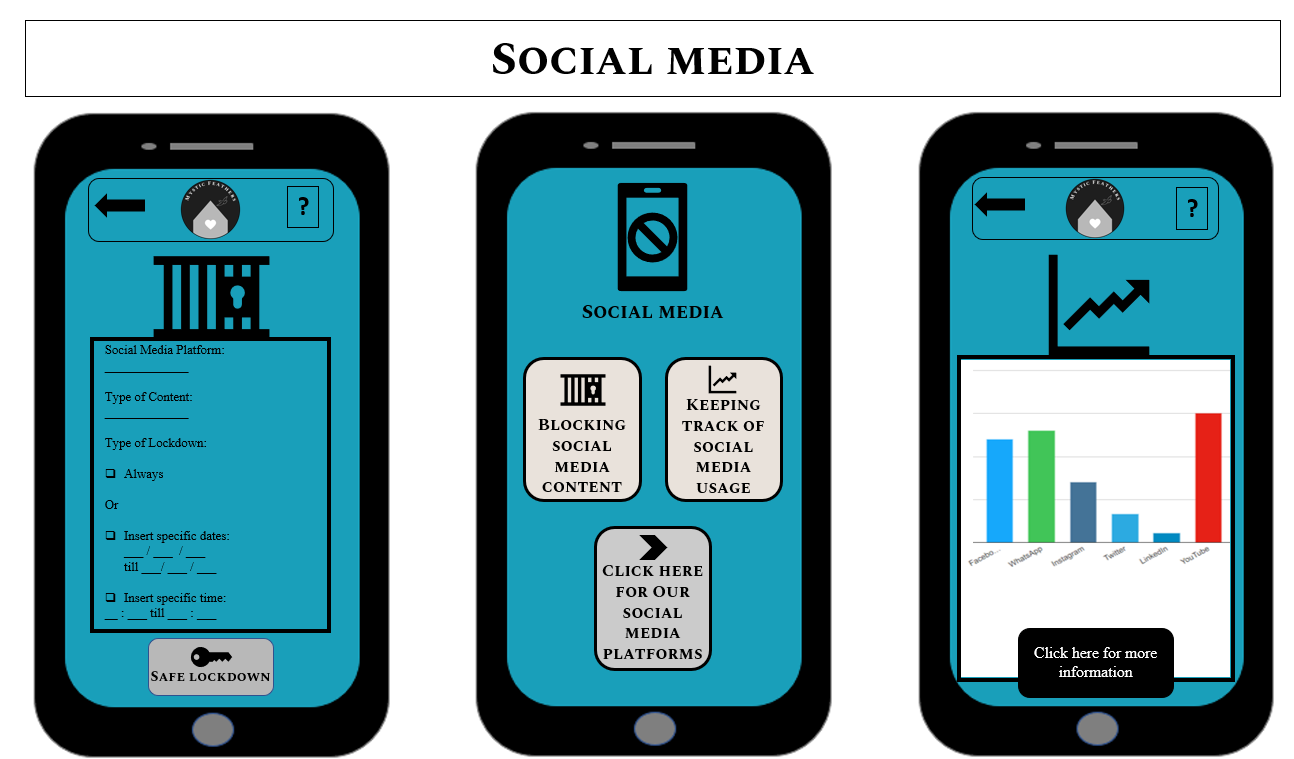 Social media
Mystic Feathers
?
Social Media Platform:
______________
Type of Content:
______________
Type of Lockdown:
❑ Always
Or
❑ Insert specific dates:
___ / ___ / ___
till ___/ ___ / ___
❑ Insert specific time:
__ : ___ till ___ : ___
Safe lockdown
Social media
Blocking
social
media
content
Keeping
track of
social
media
usage
Click here
for Our
social
media
platforms
Mystic Feathers
?
Facebo...
WhatsApp
Instagram
Twitter
LinkedIn
YouTube
Click here for more
information